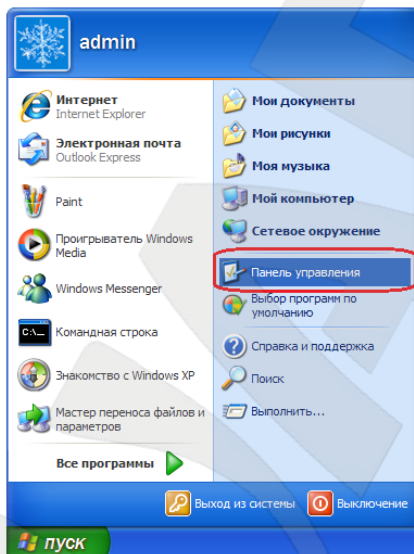 admin
Интернет
Internet Explorer
Электронная почта
Outlook Express
Paint
Проигрыватель Windows
Media
Windows Messenger
C:\_
Командная строка
Знакомство с Windows XP
Мастер переноса файлов и
параметров
Все программы
Мои документы
Мои рисунки
Моя музыка
Мой компьютер
Сетевое окружение
Панель управления
Выбор программ по
умолчанию
Справка и поддержка
Поиск
Выполнить...
Выход из системы
Выключение
пуск